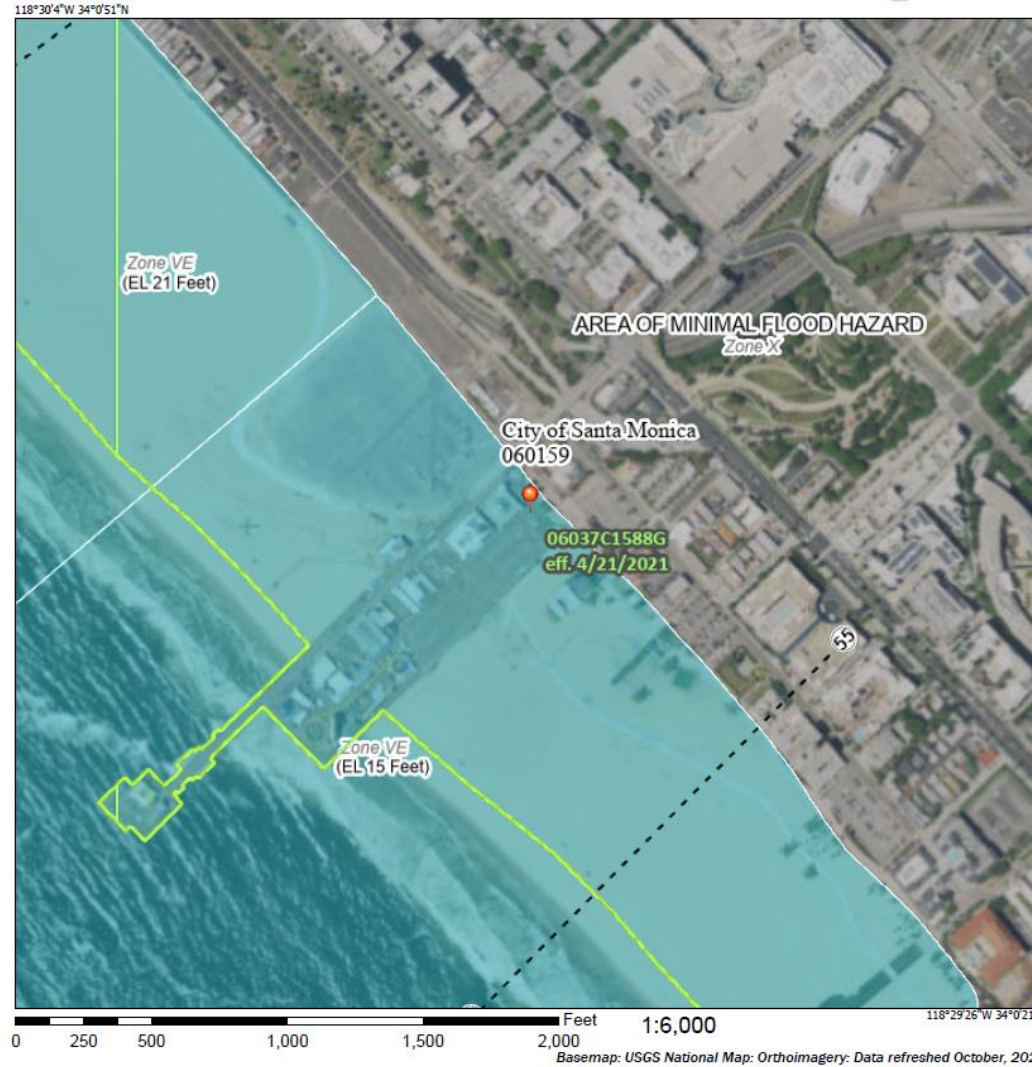 118°30'4"W 34°0'51"N
Zone VE
(EL 21 Feet)
AREA OF MINIMAL FLOOD HAZARD
Zone X
City of Santa Monica
060159
06037C1588G
eff. 4/21/2021
55
Zone VE
(EL 15 Feet)
118°29'26"W 34°0'21
Feet
1:6,000
0 250 500 1,000 1,500 2,000
Basemap: USGS National Map: Orthoimagery: Data refreshed October, 202